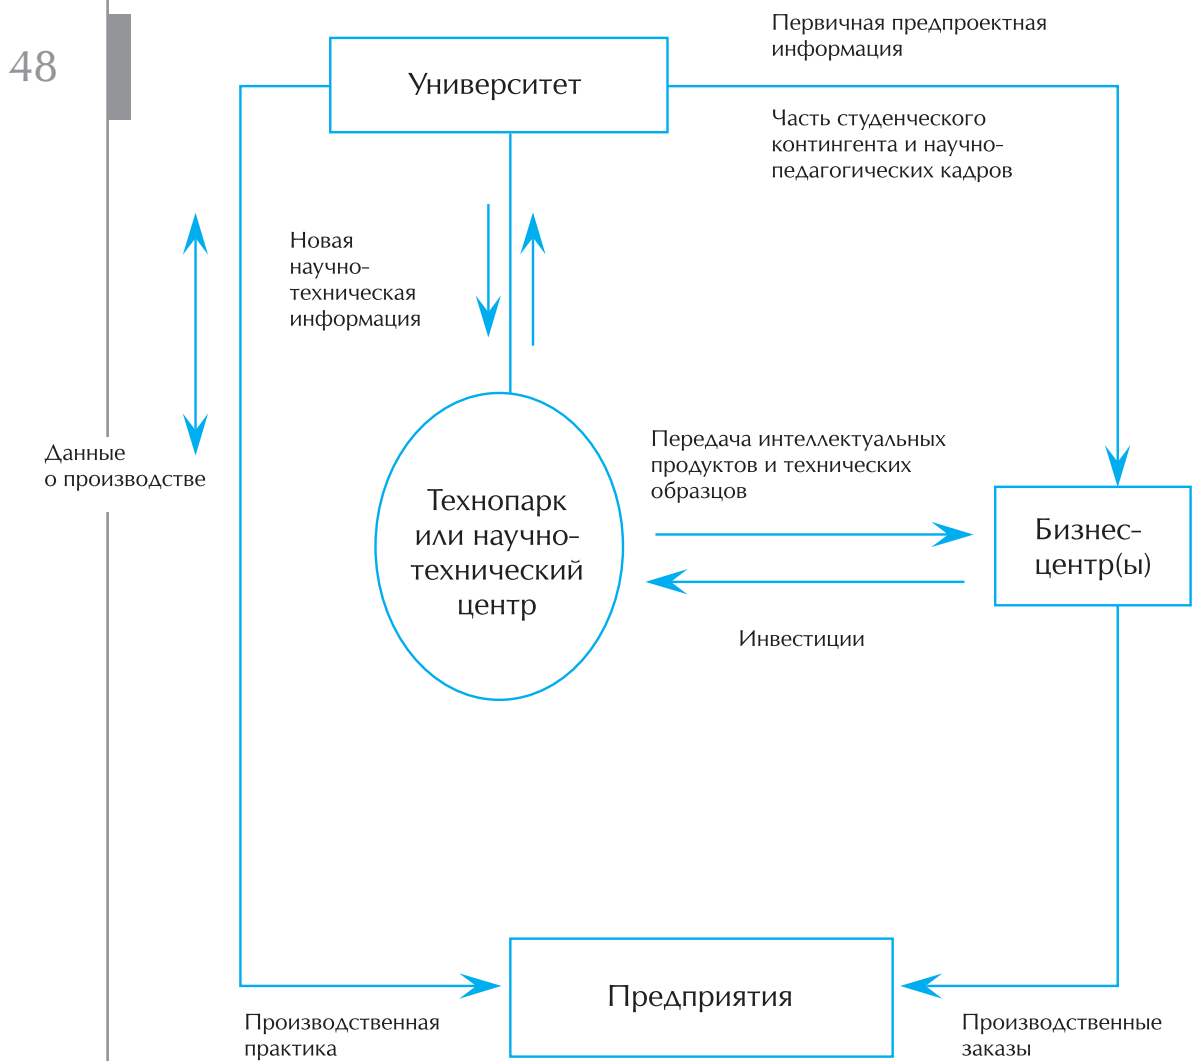 48
Первичная предпроектная
информация
Университет
Часть студенческого
контингента и научно-
педагогических кадров
Новая
научно-
техническая
информация
Данные
о производстве
Передача интеллектуальных
продуктов и технических
образцов
Технопарк
или научно-
технический
центр
Бизнес-
центр(ы)
Инвестиции
Предприятия
Производственная
практика
Производственные
заказы